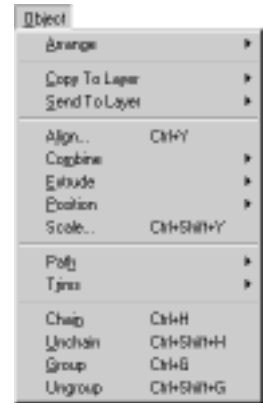 Object
Arrange
Copy To Layer
Send To Layer
Align... Ctrl+Y
Combine
Extrude
Position
Scale... Ctrl+Shift+Y
Path
Chain Ctrl+H
Unchain Ctrl+Shift+H
Group Ctrl+G
Ungroup Ctrl+Shift+G